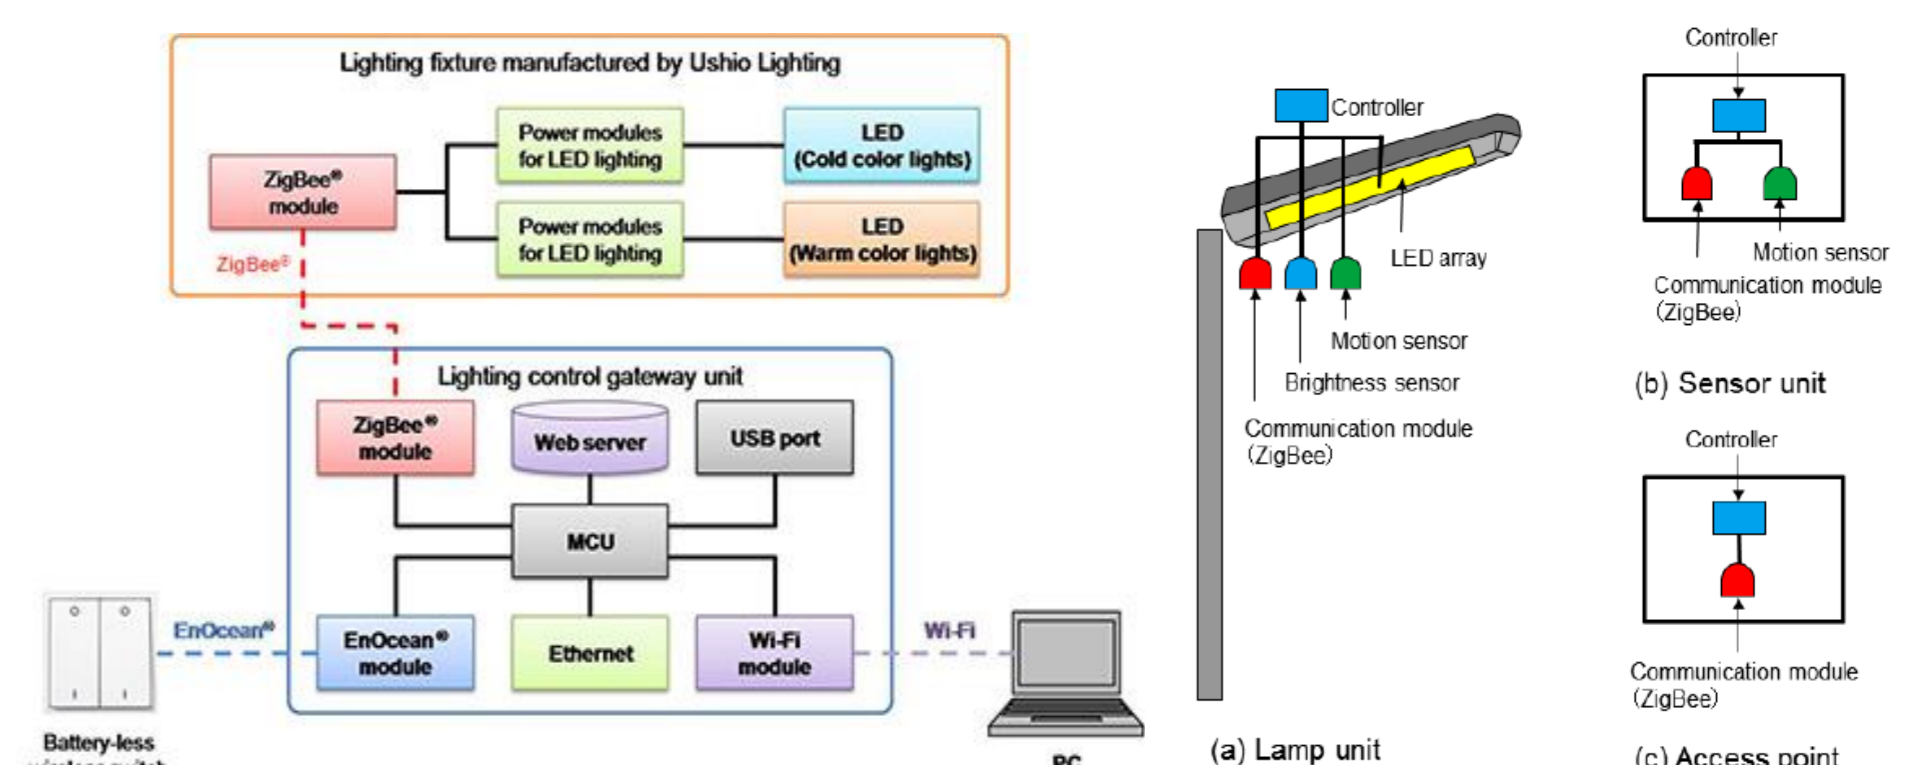 Lighting fixture manufactured by Ushio Lighting
ZigBee®
module
Power modules
for LED lighting
LED
(Cold color lights)
Power modules
for LED lighting
LED
(Warm color lights)
ZigBee®
Lighting control gateway unit
ZigBee®
module
Web server
USB port
MCU
EnOcean®
EnOcean®
module
Ethernet
Wi-Fi
module
Wi-Fi
Battery-less
wireless switch
PC
Controller
LED array
Motion sensor
Brightness sensor
Communication module
(ZigBee)
(a) Lamp unit
Controller
Motion sensor
Communication module
(ZigBee)
(b) Sensor unit
Controller
Communication module
(ZigBee)
(c) Access point